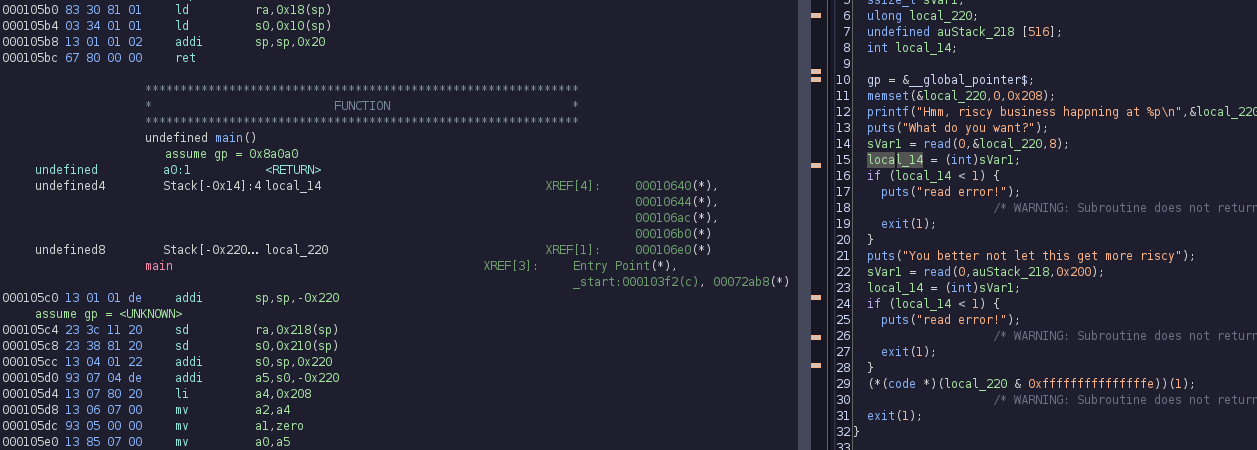 000105b0 83 30 81 01 ld ra,0x18(sp)
000105b4 03 34 01 01 ld s0,0x10(sp)
000105b8 13 01 01 02 addi sp,sp,0x20
000105bc 67 80 00 00 ret
*************************************************************
* FUNCTION *
*************************************************************
undefined main()
assume gp = 0x8a0a0
undefined a0:1 <RETURN>
undefined4 Stack[-0x14]:4 local_14 XREF[4]: 00010640(*),
00010644(*),
000106ac(*),
000106b0(*)
undefined8 Stack[-0x220... local_220 XREF[1]: 000106e0(*)
main XREF[3]: Entry Point(*),
_start:000103f2(c), 00072ab8(*)
000105c0 13 01 01 de addi sp,sp,-0x220
assume gp = <UNKNOWN>
000105c4 23 3c 11 20 sd ra,0x218(sp)
000105c8 23 38 81 20 sd s0,0x210(sp)
000105cc 13 04 01 22 addi s0,sp,0x220
000105d0 93 07 04 de addi a5,s0,-0x220
000105d4 13 07 80 20 li a4,0x208
000105d8 13 06 07 00 mv a2,a4
000105dc 93 05 00 00 mv a1,zero
000105e0 13 85 07 00 mv a0,a5
5 ssize_t sVar1;
6 ulong local_220;
7 undefined auStack_218 [516];
8 int local_14;
9
10 gp = &__global_pointer$;
11 memset(&local_220,0,0x208);
12 printf("Hmm, riscy business happning at %p\n",&local_220
13 puts("What do you want?");
14 sVar1 = read(0,&local_220,8);
15 local_14 = (int)sVar1;
16 if (local_14 < 1) {
17 puts("read error!");
18 /* WARNING: Subroutine does not return
19 exit(1);
20 }
21 puts("You better not let this get more riscy");
22 sVar1 = read(0,auStack_218,0x200);
23 local_14 = (int)sVar1;
24 if (local_14 < 1) {
25 puts("read error!");
26 /* WARNING: Subroutine does not return
27 exit(1);
28 }
29 (*(code *)(local_220 & 0xfffffffffffffffe))(1);
30 /* WARNING: Subroutine does not return
31 exit(1);
32 }
33